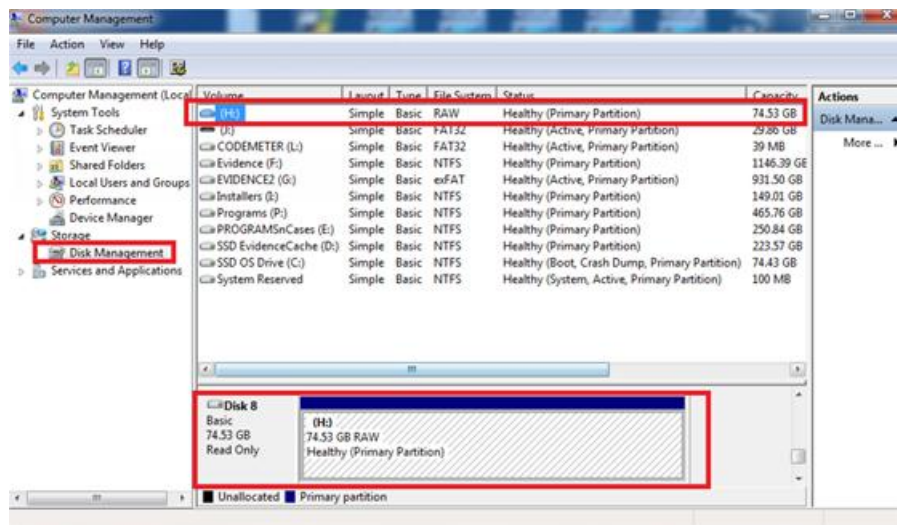 Computer Management
File Action View Help
Computer Management (Local
System Tools
Task Scheduler
Event Viewer
Shared Folders
Local Users and Groups
Performance
Device Manager
Storage
Disk Management
Services and Applications
Volume Layout Type File System Status Capacity
(H:) Simple Basic RAW Healthy (Primary Partition) 74.53 GB
(J:) Simple Basic FAT32 Healthy (Active, Primary Partition) 29.86 GB
CODEMETER (L:) Simple Basic FAT32 Healthy (Active, Primary Partition) 39 MB
Evidence (F:) Simple Basic NTFS Healthy (Primary Partition) 1146.39 GE
EVIDENCE2 (G:) Simple Basic exFAT Healthy (Active, Primary Partition) 931.50 GB
Installers (I:) Simple Basic NTFS Healthy (Primary Partition) 149.01 GB
Programs (P:) Simple Basic NTFS Healthy (Primary Partition) 465.76 GB
PROGRAMSnCases (E:) Simple Basic NTFS Healthy (Primary Partition) 250.84 GB
SSD EvidenceCache (D:) Simple Basic NTFS Healthy (Primary Partition) 223.57 GB
SSD OS Drive (C:) Simple Basic NTFS Healthy (Boot, Crash Dump, Primary Partition) 74.43 GB
System Reserved Simple Basic NTFS Healthy (System, Active, Primary Partition) 100 MB
Actions
Disk Mana...
More ...
Disk 8
Basic
74.53 GB
Read Only
(H:)
74.53 GB RAW
Healthy (Primary Partition)
Unallocated Primary partition